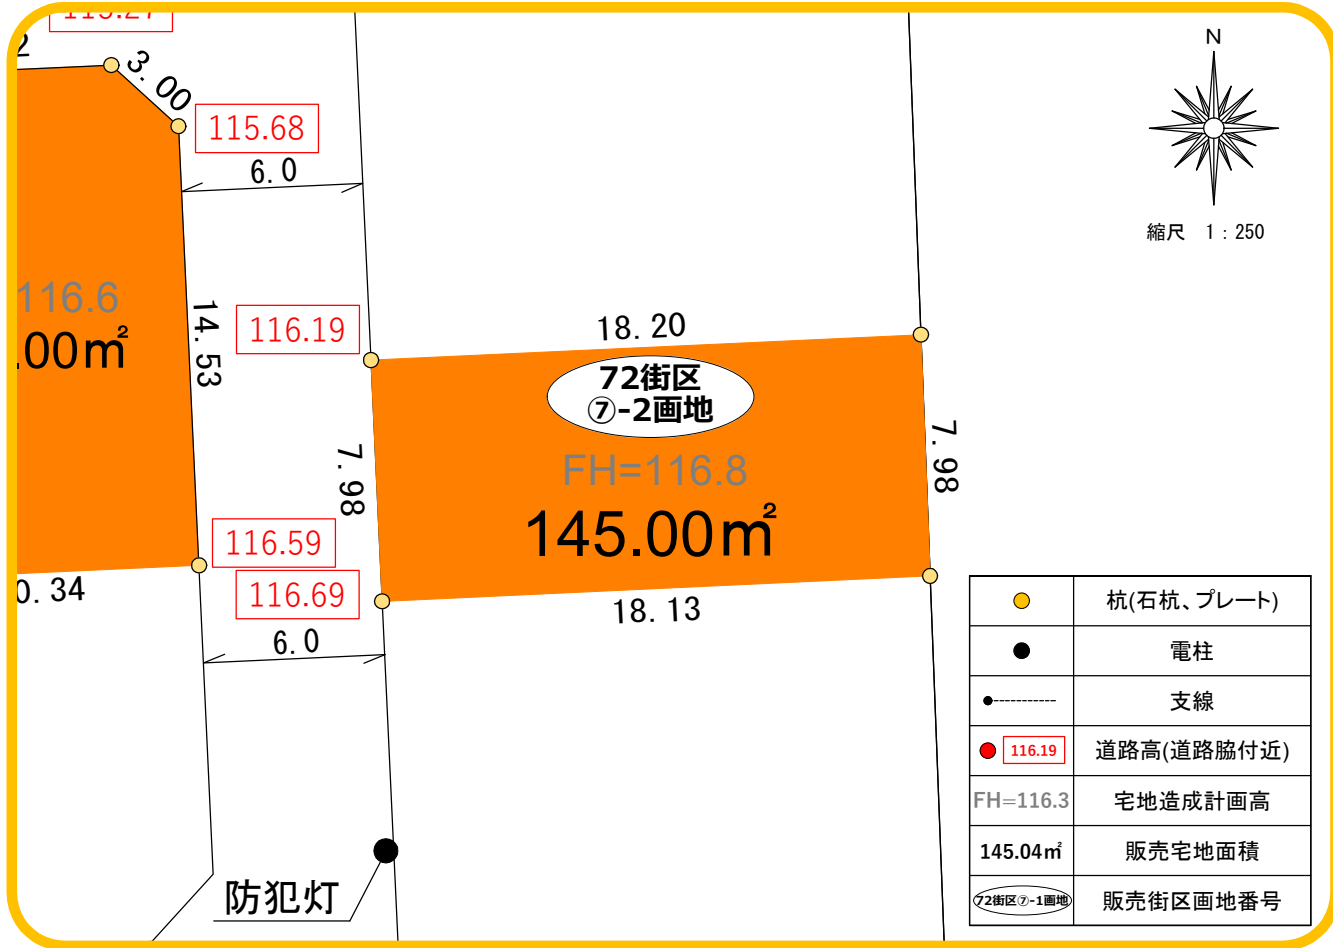 3.00
115.68
6.0
N
縮尺 1：250
116.6
.00㎡
14.53
116.19
18.20
72街区
⑦-2画地
FH=116.8
145.00㎡
7.98
7.98
116.59
116.69
0.34
18.13
6.0
防犯灯
杭(石杭、プレート)
電柱
支線
116.19 道路高(道路脇付近)
FH=116.3 宅地造成計画高
145.04㎡ 販売宅地面積
72街区⑦-1画地 販売街区画地番号